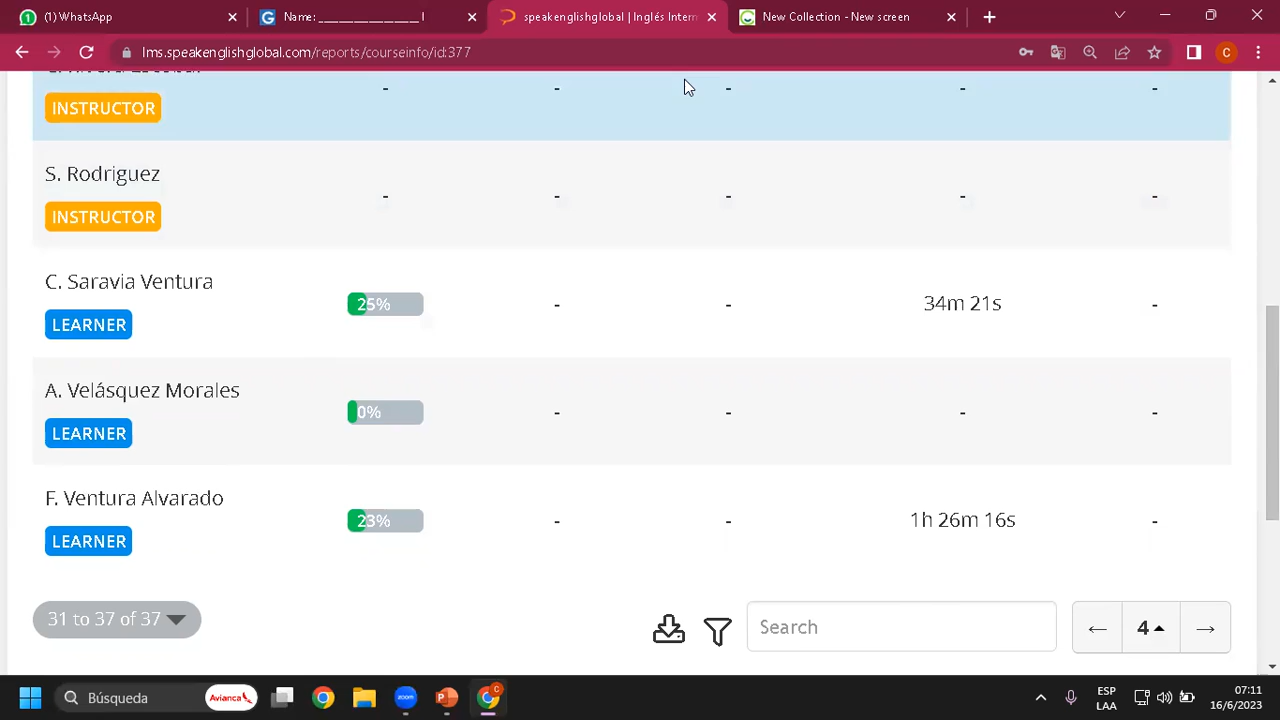 (1) WhatsApp
Name: ____________________ I
speakenglishglobal | Inglés Intern
New Collection - New screen
lms.speakenglishglobal.com/reports/courseinfo/id:377
C
INSTRUCTOR
- - - - -
S. Rodriguez
INSTRUCTOR
- - - - -
C. Saravia Ventura
LEARNER
25% - - 34m 21s -
A. Velásquez Morales
LEARNER
0% - - - -
F. Ventura Alvarado
LEARNER
23% - - 1h 26m 16s -
31 to 37 of 37
Search
← 4 →
Búsqueda
Avianca
zoom
P
C
ESP
LAA
07:11
16/6/2023